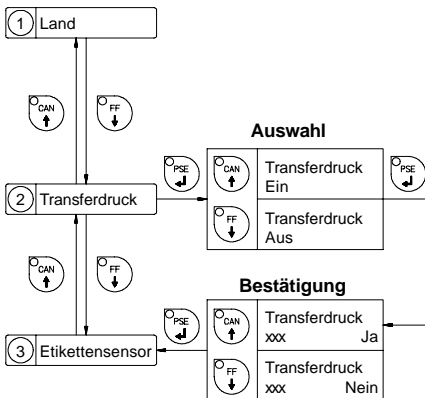 1 Land
CAN FF
Auswahl
PSE CAN Transferdruck Ein PSE
2 Transferdruck
FF Transferdruck Aus
CAN FF
Bestätigung
PSE CAN Transferdruck
xxx Ja
3 Etikettensensor
FF Transferdruck
xxx Nein